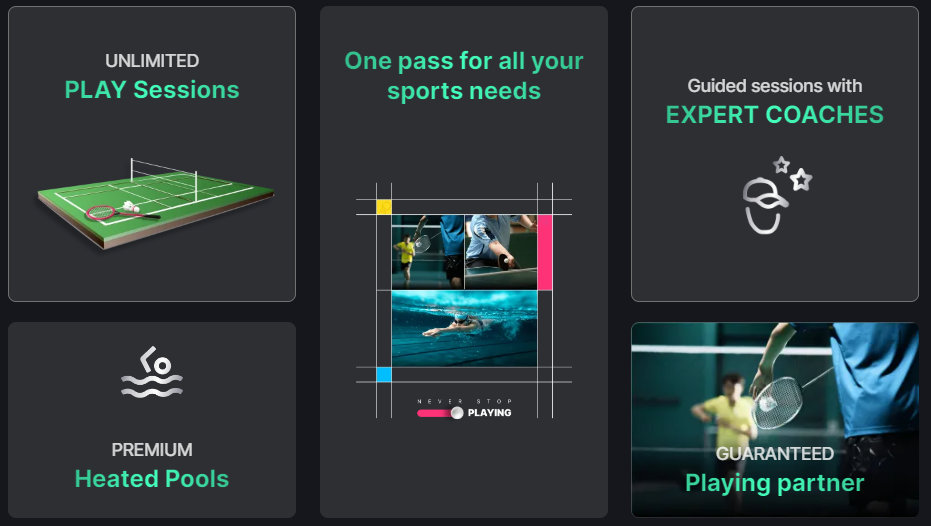 UNLIMITED
PLAY Sessions
One pass for all your
sports needs
NEVER STOP
PLAYING
Guided sessions with
EXPERT COACHES
PREMIUM
Heated Pools
GUARANTEED
Playing partner